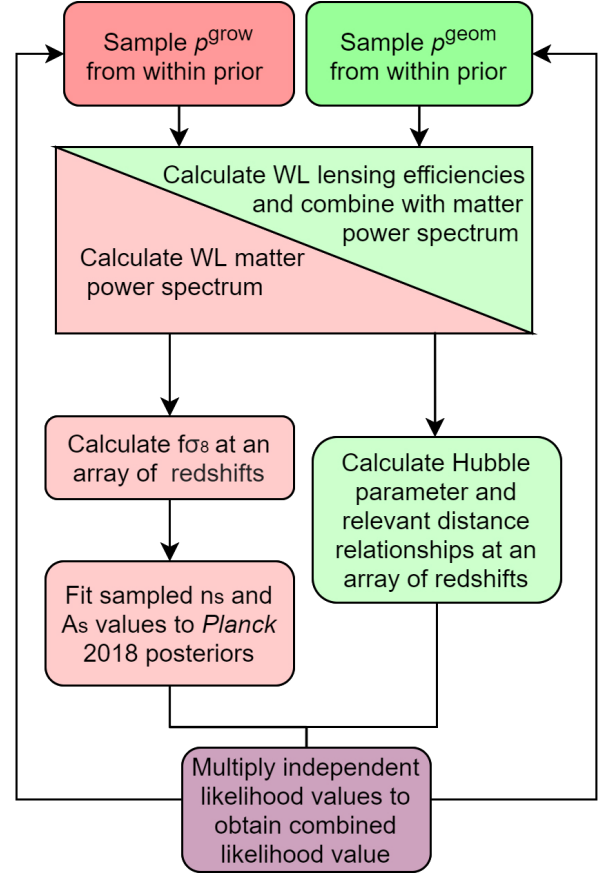 Sample p^grow
from within prior
Sample p^geom
from within prior
Calculate WL lensing efficiencies
and combine with matter
power spectrum
Calculate WL matter
power spectrum
Calculate fσ₈ at an
array of redshifts
Calculate Hubble
parameter and
relevant distance
relationships at an
array of redshifts
Fit sampled nₛ and
Aₛ values to Planck
2018 posteriors
Multiply independent
likelihood values to
obtain combined
likelihood value